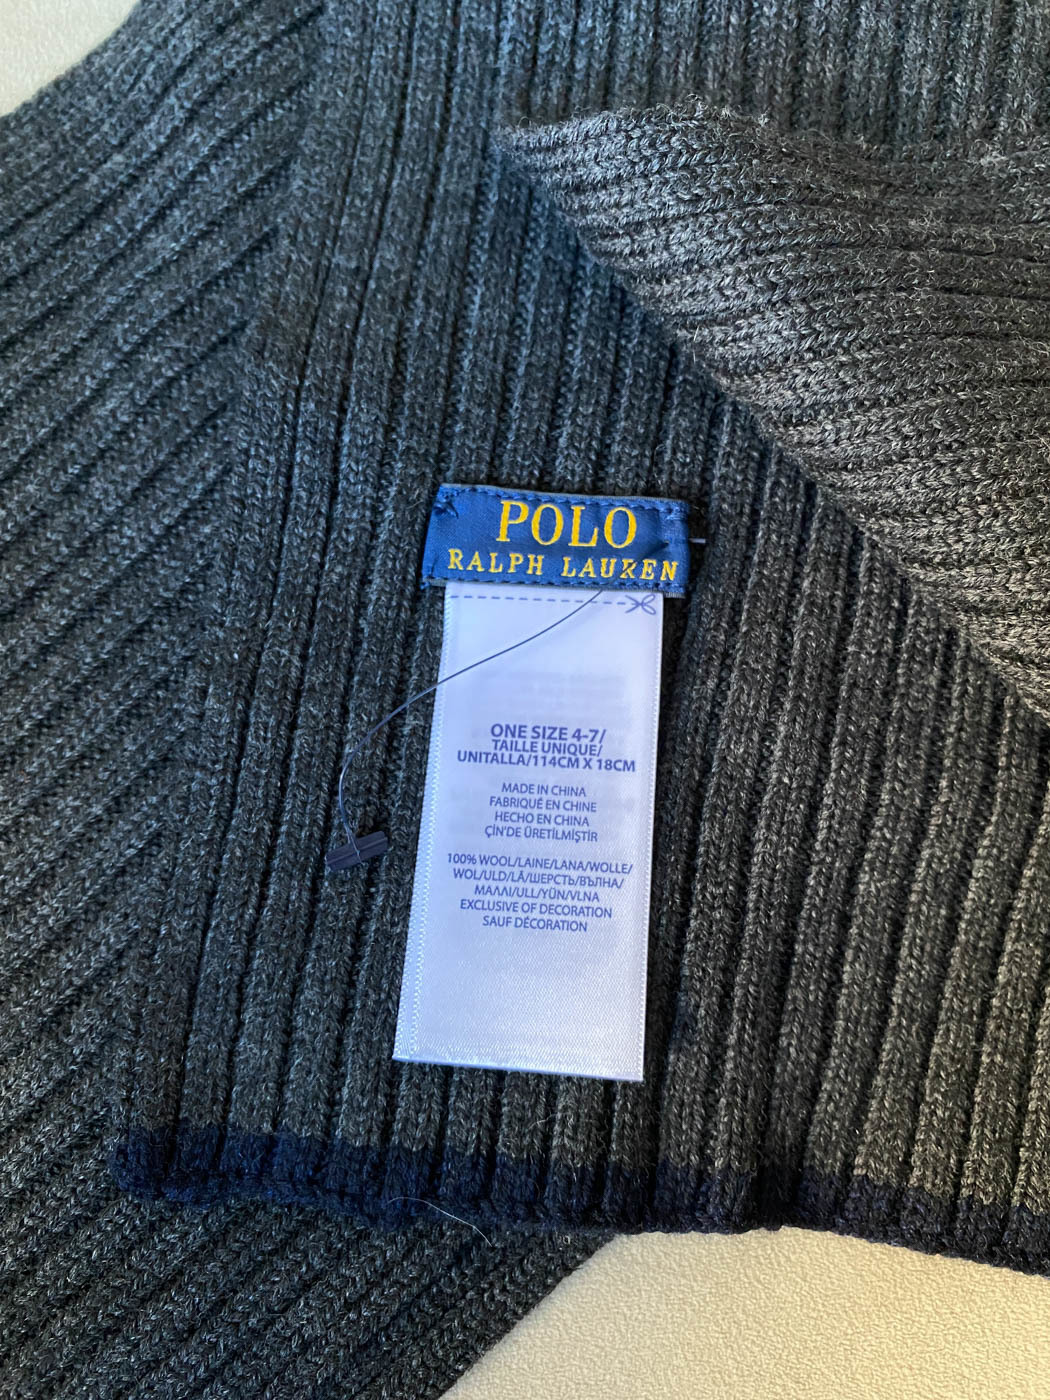 POLO
RALPH LAUREN
ONE SIZE 4-7/
TAILLE UNIQUE/
UNITALLA/114CM X 18CM
MADE IN CHINA
FABRIQUÉ EN CHINE
HECHO EN CHINA
ÇİN'DE ÜRETİLMİŞTİR
100% WOOL/LAINE/LANA/WOLLE/
WOL/ULD/LÃ/ШЕРСТЬ/ВЪЛНА/
ΜΑΛΛΙ/ULL/YÜN/VLNA
EXCLUSIVE OF DECORATION
SAUF DÉCORATION